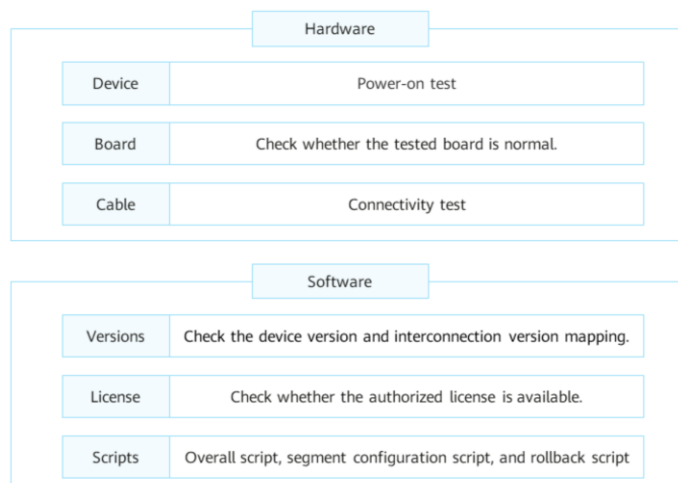 Hardware
Device Power-on test
Board Check whether the tested board is normal.
Cable Connectivity test
Software
Versions Check the device version and interconnection version mapping.
License Check whether the authorized license is available.
Scripts Overall script, segment configuration script, and rollback script